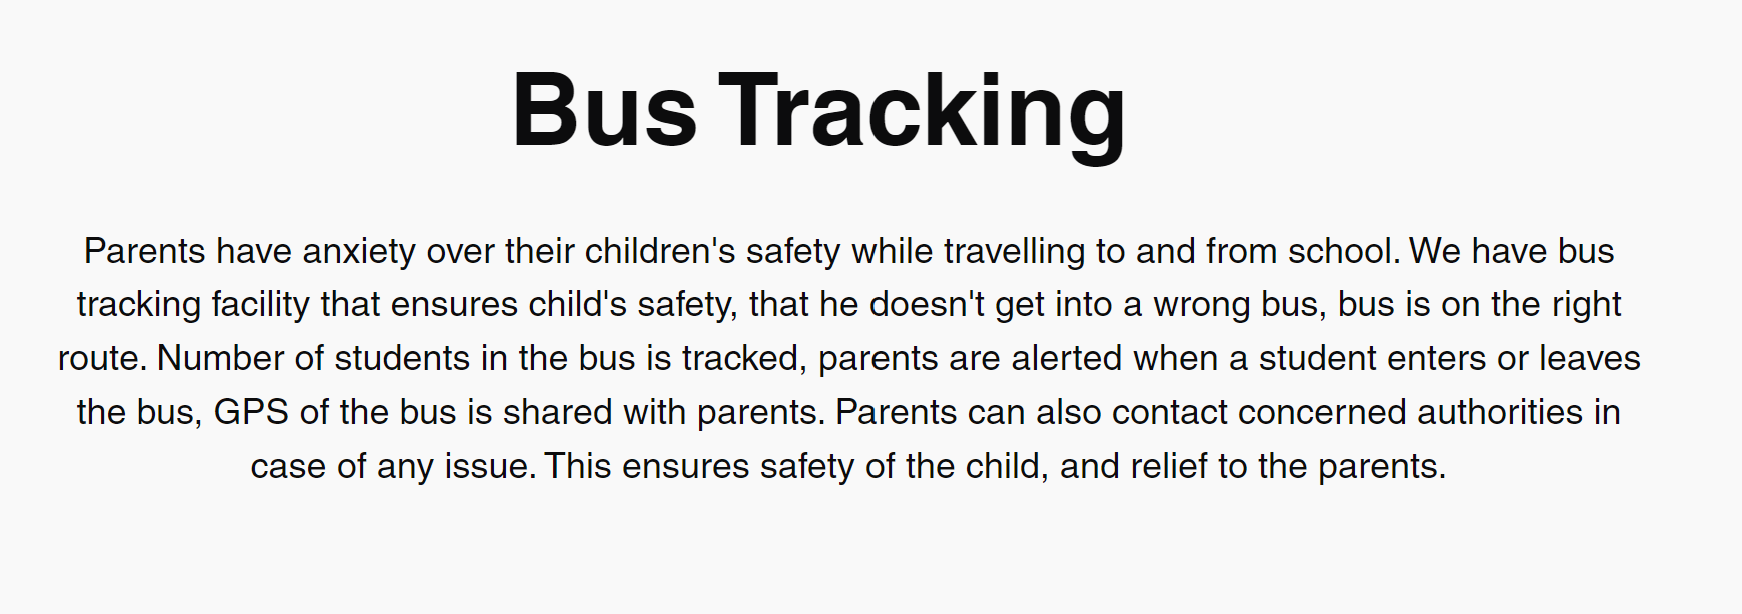 Bus Tracking
Parents have anxiety over their children's safety while travelling to and from school. We have bus
tracking facility that ensures child's safety, that he doesn't get into a wrong bus, bus is on the right
route. Number of students in the bus is tracked, parents are alerted when a student enters or leaves
the bus, GPS of the bus is shared with parents. Parents can also contact concerned authorities in
case of any issue. This ensures safety of the child, and relief to the parents.